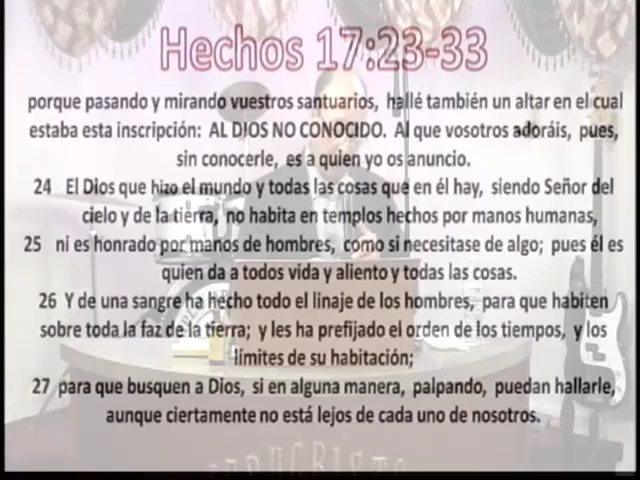 Hechos 17:23-33
porque pasando y mirando vuestros santuarios, hallé también un altar en el cual
estaba esta inscripción: AL DIOS NO CONOCIDO. Al que vosotros adoráis, pues,
sin conocerle, es a quien yo os anuncio.
24 El Dios que hizo el mundo y todas las cosas que en él hay, siendo Señor del
cielo y de la tierra, no habita en templos hechos por manos humanas,
25 ni es honrado por manos de hombres, como si necesitase de algo; pues él es
quien da a todos vida y aliento y todas las cosas.
26 Y de una sangre ha hecho todo el linaje de los hombres, para que habiten
sobre toda la faz de la tierra; y les ha prefijado el orden de los tiempos, y los
límites de su habitación;
27 para que busquen a Dios, si en alguna manera, palpando, puedan hallarle,
aunque ciertamente no está lejos de cada uno de nosotros.